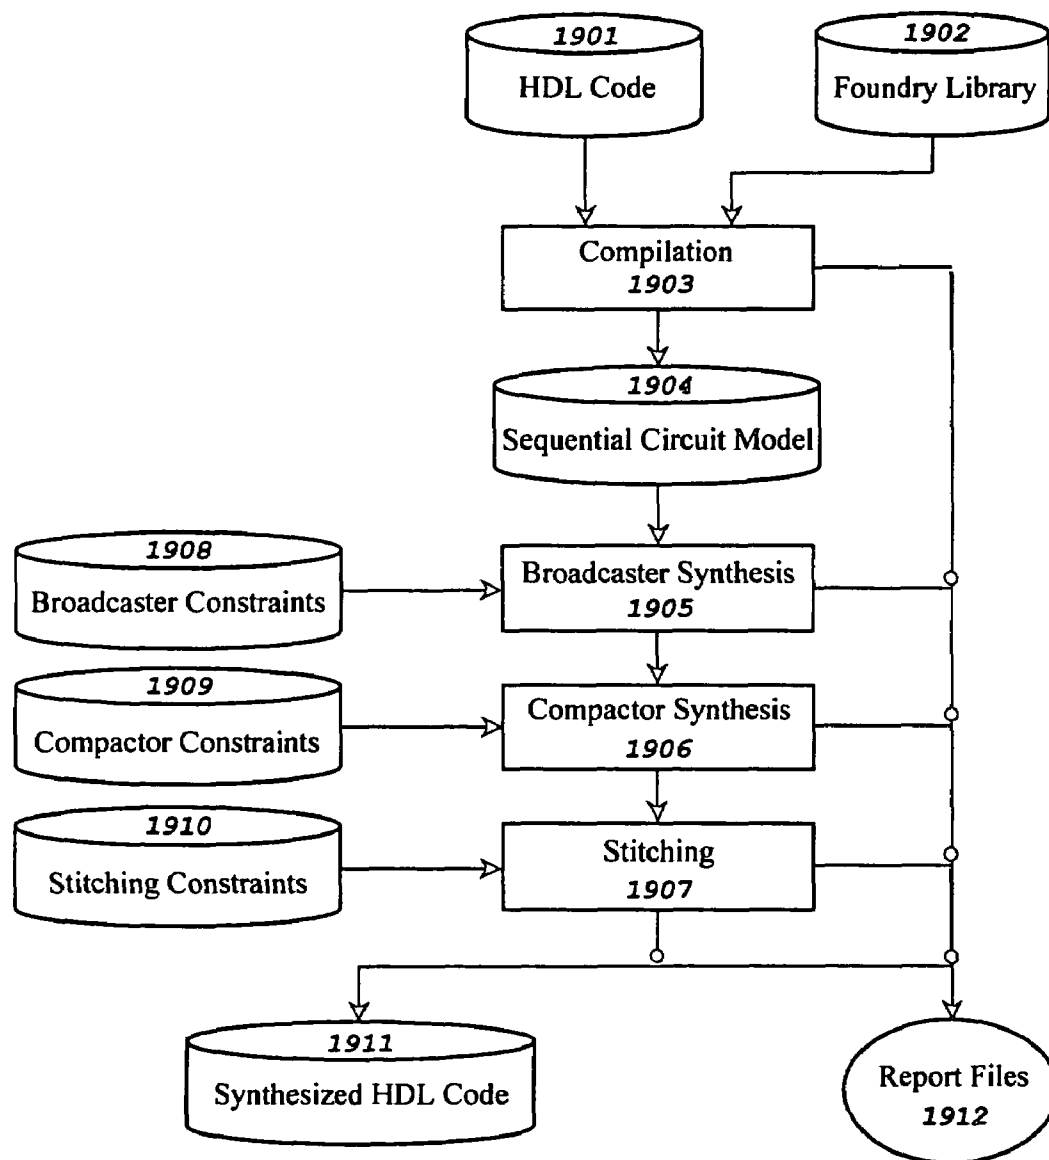 1901
HDL Code
1902
Foundry Library
Compilation
1903
1904
Sequential Circuit Model
1908
Broadcaster Constraints
Broadcaster Synthesis
1905
1909
Compactor Constraints
Compactor Synthesis
1906
1910
Stitching Constraints
Stitching
1907
1911
Synthesized HDL Code
Report Files
1912